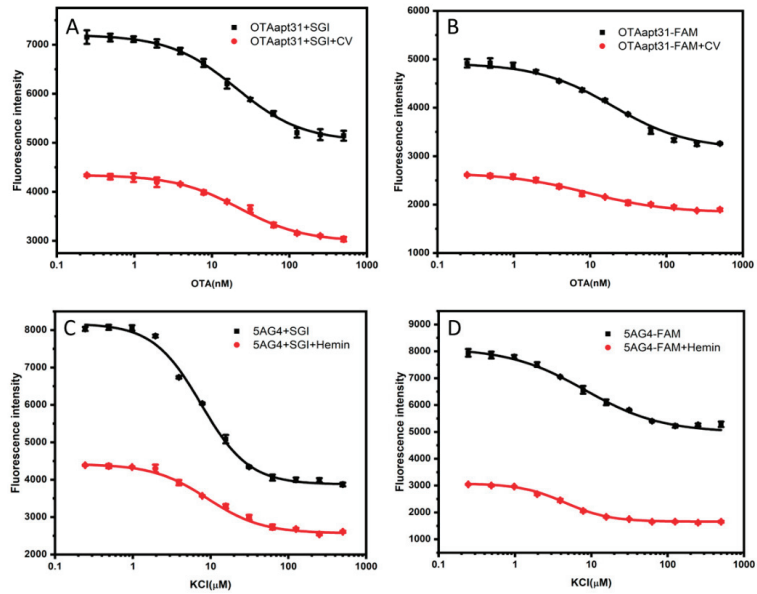 A
OTAapt31+SGI
OTAapt31+SGI+CV
Fluorescence intensity
7000
6000
5000
4000
3000
0.1 1 10 100 1000
OTA(nM)
B
OTAapt31-FAM
OTAapt31-FAM+CV
Fluorescence intensity
6000
5000
4000
3000
2000
1000
0.1 1 10 100 1000
OTA(nM)
C
5AG4+SGI
5AG4+SGI+Hemin
Fluorescence intensity
8000
7000
6000
5000
4000
3000
2000
0.1 1 10 100 1000
KCl(μM)
D
5AG4-FAM
5AG4-FAM+Hemin
Fluorescence intensity
9000
8000
7000
6000
5000
4000
3000
2000
1000
0.1 1 10 100 1000
KCl(μM)